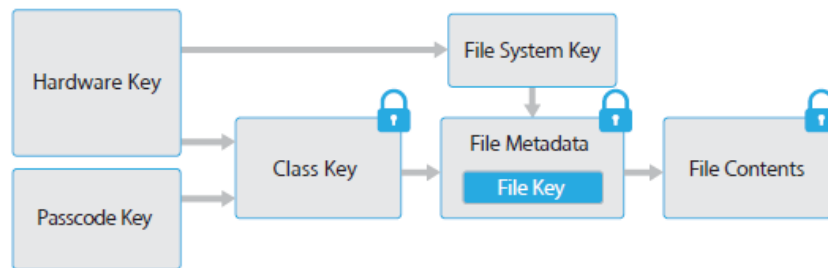 Hardware Key
File System Key
Class Key
File Metadata
File Key
File Contents
Passcode Key